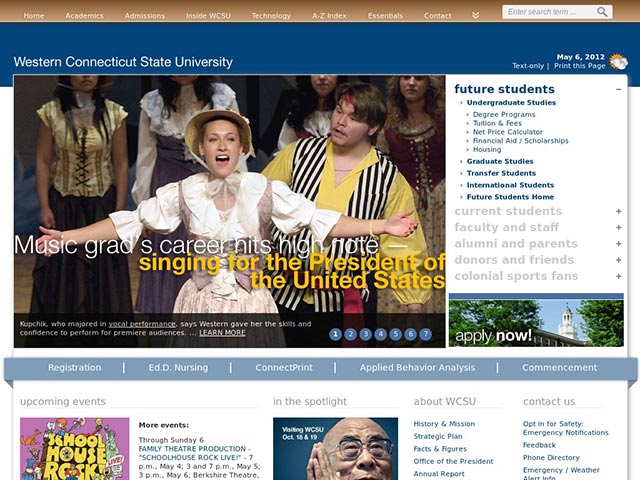 Home Academics Admissions Inside WCSU Technology A-Z Index Essentials Contact
Enter search term ...
Western Connecticut State University
May 6, 2012
Text-only | Print this Page
Music grad's career hits high note —
singing for the President of
the United States
Kupchik, who majored in vocal performance, says Western gave her the skills and
confidence to perform for premiere audiences. ... LEARN MORE
1 2 3 4 5 6 7
future students
Undergraduate Studies
Degree Programs
Tuition & Fees
Net Price Calculator
Financial Aid / Scholarships
Housing
Graduate Studies
Transfer Students
International Students
Future Students Home
current students
faculty and staff
alumni and parents
donors and friends
colonial sports fans
apply now!
Registration Ed.D. Nursing ConnectPrint Applied Behavior Analysis Commencement
upcoming events
SCHOOL
HOUSE
ROCK
LIVE!
More events:
Through Sunday 6
FAMILY THEATRE PRODUCTION -
"SCHOOLHOUSE ROCK LIVE!" - 7
p.m., May 4; 3 and 7 p.m., May 5;
3 p.m., May 6, Berkshire Theatre,
in the spotlight
Visiting WCSU
Oct. 18 & 19
about WCSU
History & Mission
Strategic Plan
Facts & Figures
Office of the President
Annual Report
contact us
Opt in for Safety:
Emergency Notifications
Feedback
Phone Directory
Emergency / Weather
Alert Info